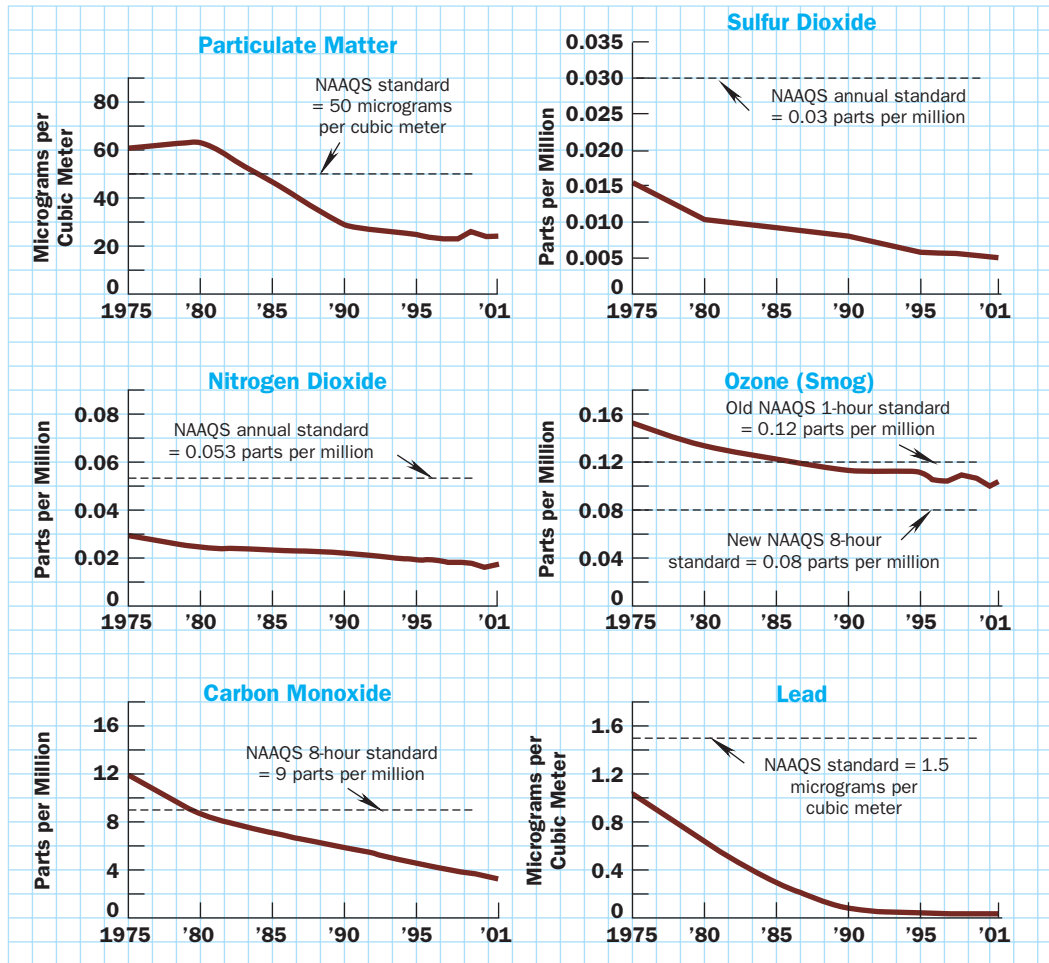 Particulate Matter
Micrograms per
Cubic Meter
80
60
40
20
0
NAAQS standard
= 50 micrograms
per cubic meter
1975 ’80 ’85 ’90 ’95 ’01
Sulfur Dioxide
Parts per Million
0.035
0.030
0.025
0.020
0.015
0.010
0.005
0
NAAQS annual standard
= 0.03 parts per million
1975 ’80 ’85 ’90 ’95 ’01
Nitrogen Dioxide
Parts per Million
0.08
0.06
0.04
0.02
0
NAAQS annual standard
= 0.053 parts per million
1975 ’80 ’85 ’90 ’95 ’01
Ozone (Smog)
Parts per Million
0.16
0.12
0.08
0.04
0
Old NAAQS 1-hour standard
= 0.12 parts per million
New NAAQS 8-hour
standard = 0.08 parts per million
1975 ’80 ’85 ’90 ’95 ’01
Carbon Monoxide
Parts per Million
16
12
8
4
0
NAAQS 8-hour standard
= 9 parts per million
1975 ’80 ’85 ’90 ’95 ’01
Lead
Micrograms per
Cubic Meter
1.6
1.2
0.8
0.4
0
NAAQS standard = 1.5
micrograms per
cubic meter
1975 ’80 ’85 ’90 ’95 ’01